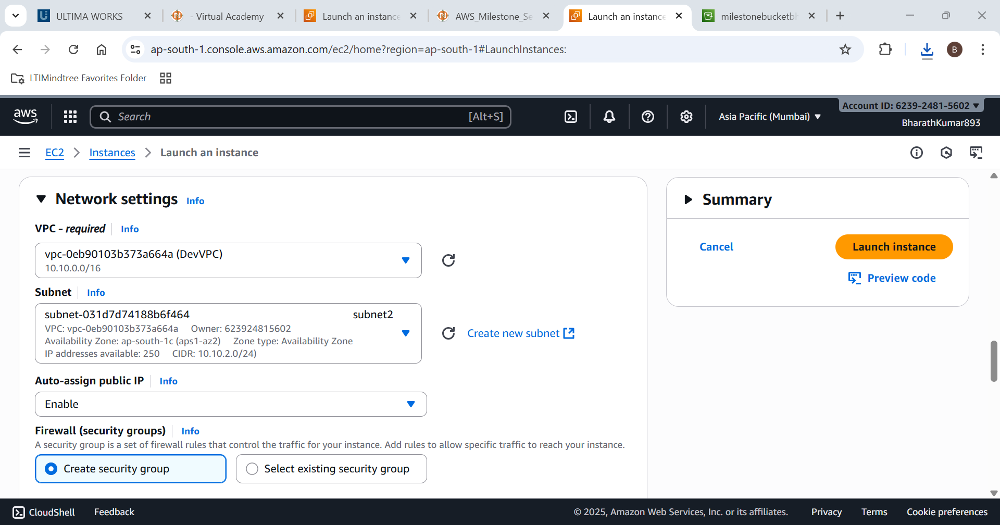 ULTIMA WORKS
- Virtual Academy
Launch an instance
AWS_Milestone_Se
Launch an instance
milestonebucketbh
ap-south-1.console.aws.amazon.com/ec2/home?region=ap-south-1#LaunchInstances:
B
LTIMindtree Favorites Folder
aws
Search
[Alt+S]
Asia Pacific (Mumbai)
Account ID: 6239-2481-5602
BharathKumar893
EC2
Instances
Launch an instance
Network settings Info
VPC - required Info
vpc-0eb90103b373a664a (DevVPC)
10.10.0.0/16
Subnet Info
subnet-031d7d74188b6f464 subnet2
VPC: vpc-0eb90103b373a664a Owner: 623924815602
Availability Zone: ap-south-1c (aps1-az2) Zone type: Availability Zone
IP addresses available: 250 CIDR: 10.10.2.0/24)
Create new subnet
Auto-assign public IP Info
Enable
Firewall (security groups) Info
A security group is a set of firewall rules that control the traffic for your instance. Add rules to allow specific traffic to reach your instance.
Create security group
Select existing security group
Summary
Cancel
Launch instance
Preview code
CloudShell
Feedback
© 2025, Amazon Web Services, Inc. or its affiliates.
Privacy
Terms
Cookie preferences